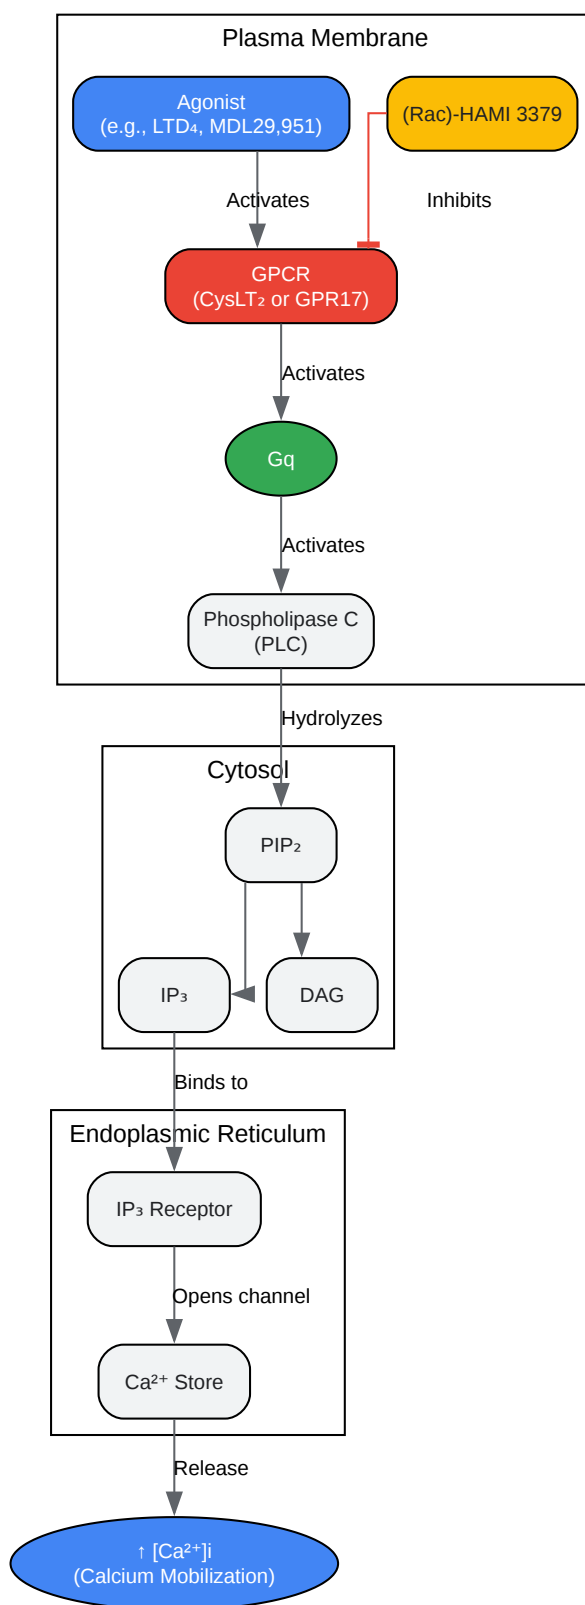 Plasma Membrane
Agonist
(e.g., LTD₄, MDL29,951)
(Rac)-HAMI 3379
Activates
Inhibits
GPCR
(CysLT₂ or GPR17)
Activates
Gq
Activates
Phospholipase C
(PLC)
Hydrolyzes
Cytosol
PIP₂
IP₃
DAG
Binds to
Endoplasmic Reticulum
IP₃ Receptor
Opens channel
Ca²⁺ Store
Release
↑ [Ca²⁺]i
(Calcium Mobilization)